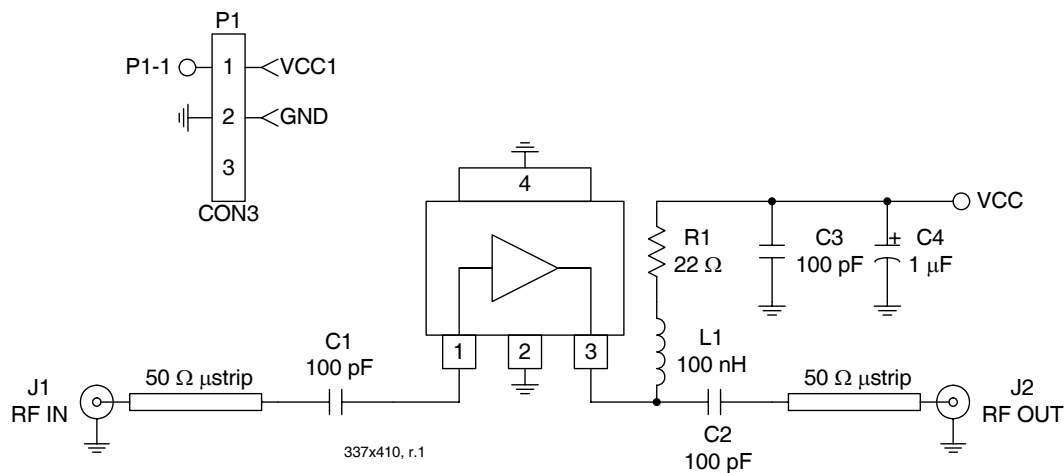 P1
P1-1
1
VCC1
2
GND
3
CON3
4
VCC
R1
22 Ω
C3
100 pF
+
C4
1 μF
1
2
3
C1
100 pF
L1
100 nH
J1
RF IN
50 Ω μstrip
50 Ω μstrip
J2
RF OUT
C2
100 pF
337x410, r.1